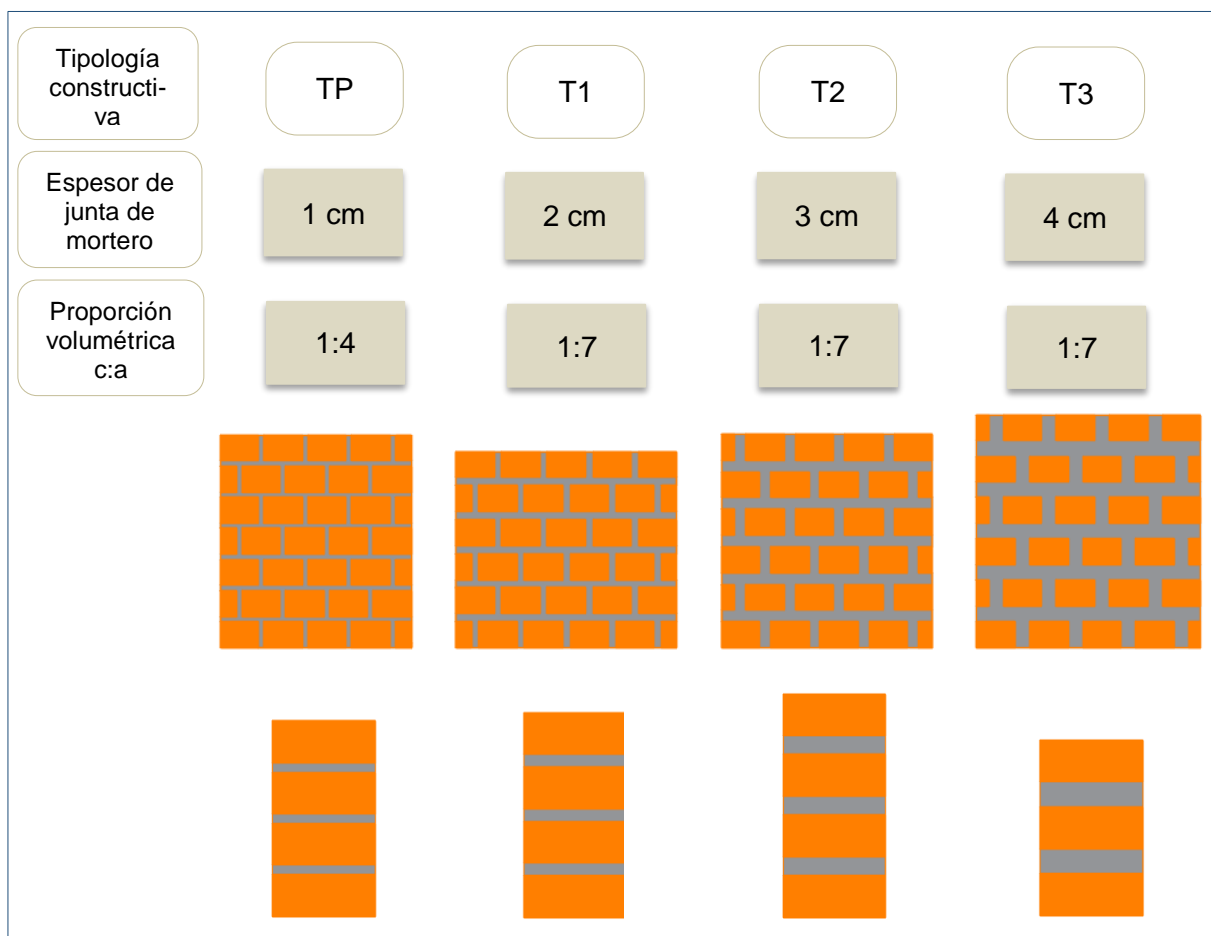 Tipología
constructi-
va
TP
T1
T2
T3
Espesor de
junta de
mortero
1 cm
2 cm
3 cm
4 cm
Proporción
volumétrica
c:a
1:4
1:7
1:7
1:7